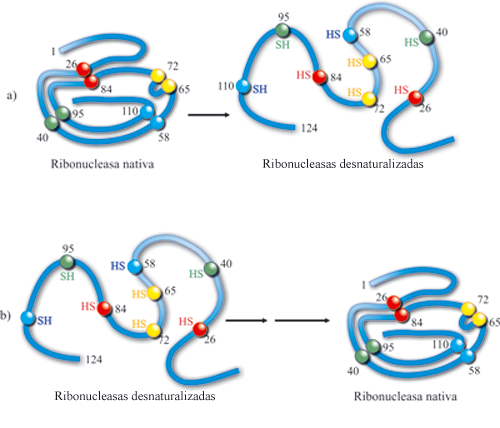 a)
1
26
84
72
65
40
95
110
58
Ribonucleasa nativa
95
SH
HS 58
40
HS
HS 65
110 SH
HS 84
HS
72
HS
26
124
Ribonucleasas desnaturalizadas
b)
95
SH
HS 58
40
HS
HS 65
SH
HS 84
HS
72
HS
26
124
Ribonucleasas desnaturalizadas
1
26
84
72
65
40
95
110
58
Ribonucleasa nativa